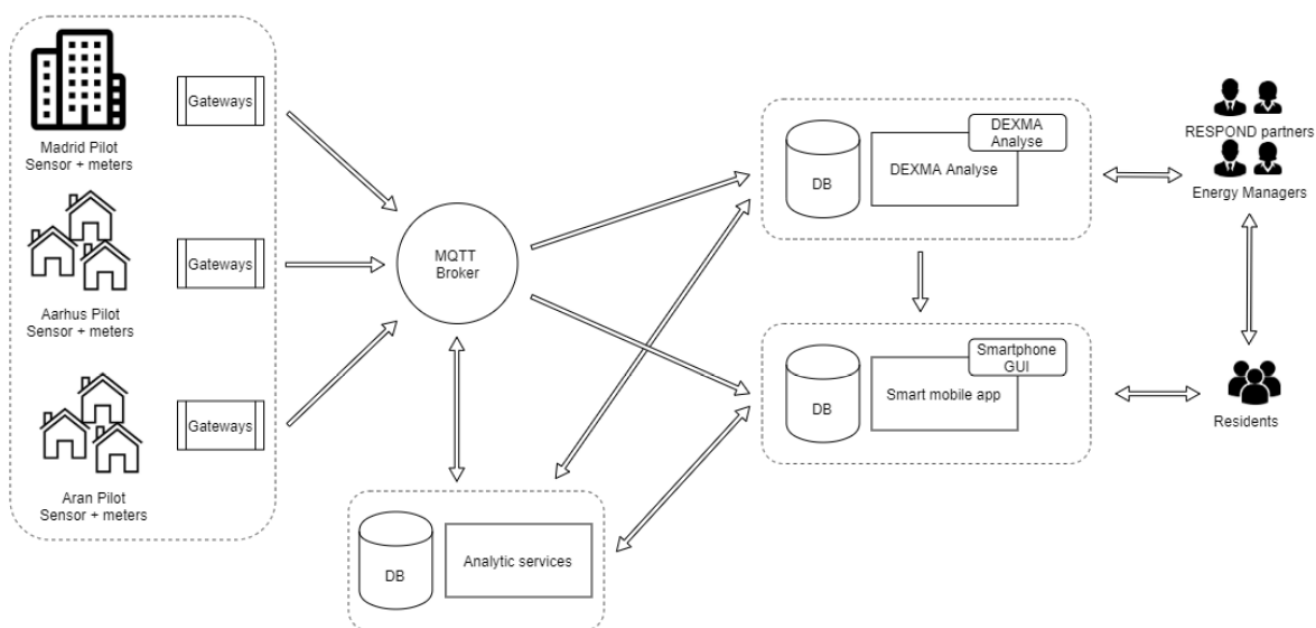 Madrid Pilot
Sensor + meters
Gateways
Aarhus Pilot
Sensor + meters
Gateways
Aran Pilot
Sensor + meters
Gateways
MQTT
Broker
DB
Analytic services
DB
DEXMA
Analyse
DEXMA Analyse
DB
Smartphone
GUI
Smart mobile app
RESPOND partners
Energy Managers
Residents